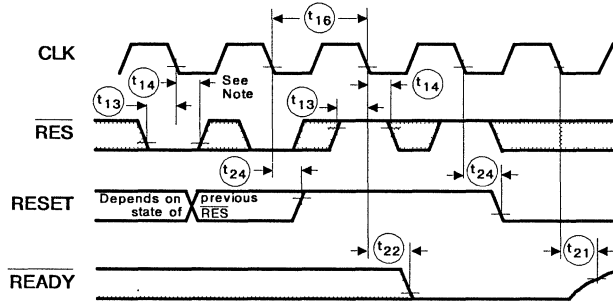 t16
CLK
t14
See
Note
t14
t13
t13
RES
t24
t24
RESET
Depends on
state of
previous
RES
t22
t21
READY